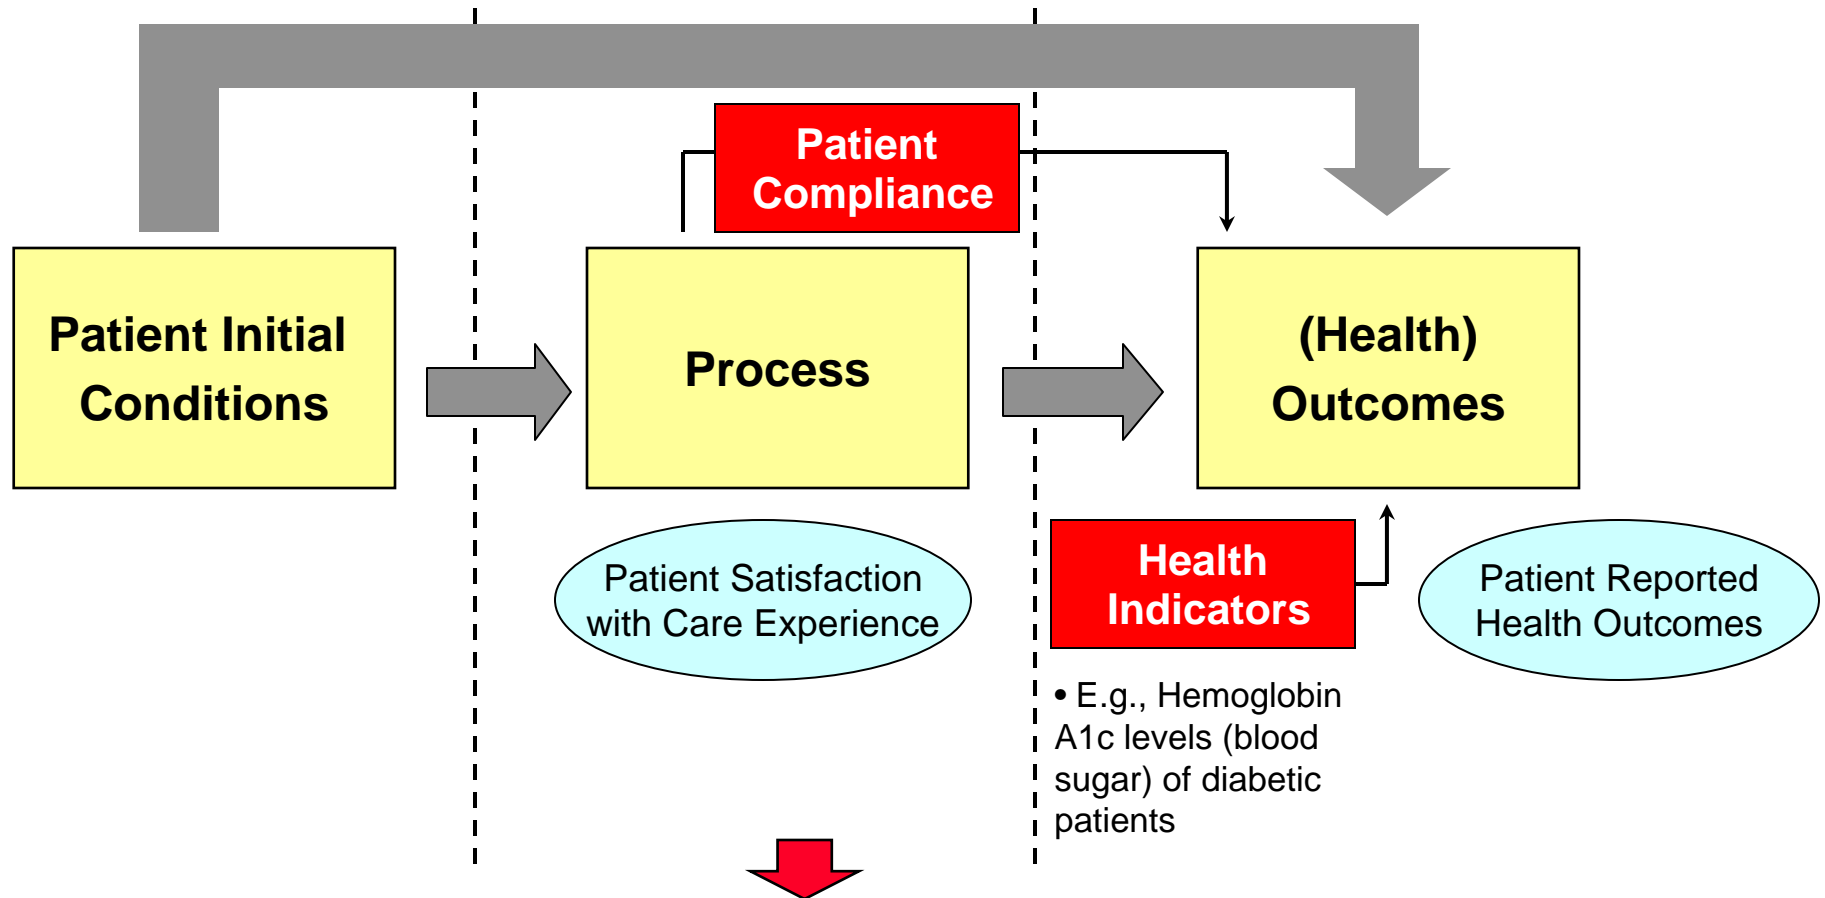 Patient
Compliance
Patient Initial
Conditions
Process
(Health)
Outcomes
Patient Satisfaction
with Care Experience
Health
Indicators
Patient Reported
Health Outcomes
• E.g., Hemoglobin
A1c levels (blood
sugar) of diabetic
patients